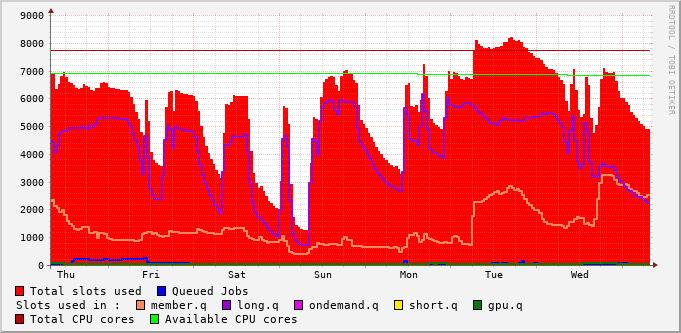 RRDTOOL / TOBI OETIKER
9000
8000
7000
6000
5000
4000
3000
2000
1000
0
Thu Fri Sat Sun Mon Tue Wed
Total slots used Queued Jobs
Slots used in : member.q long.q ondemand.q short.q gpu.q
Total CPU cores Available CPU cores